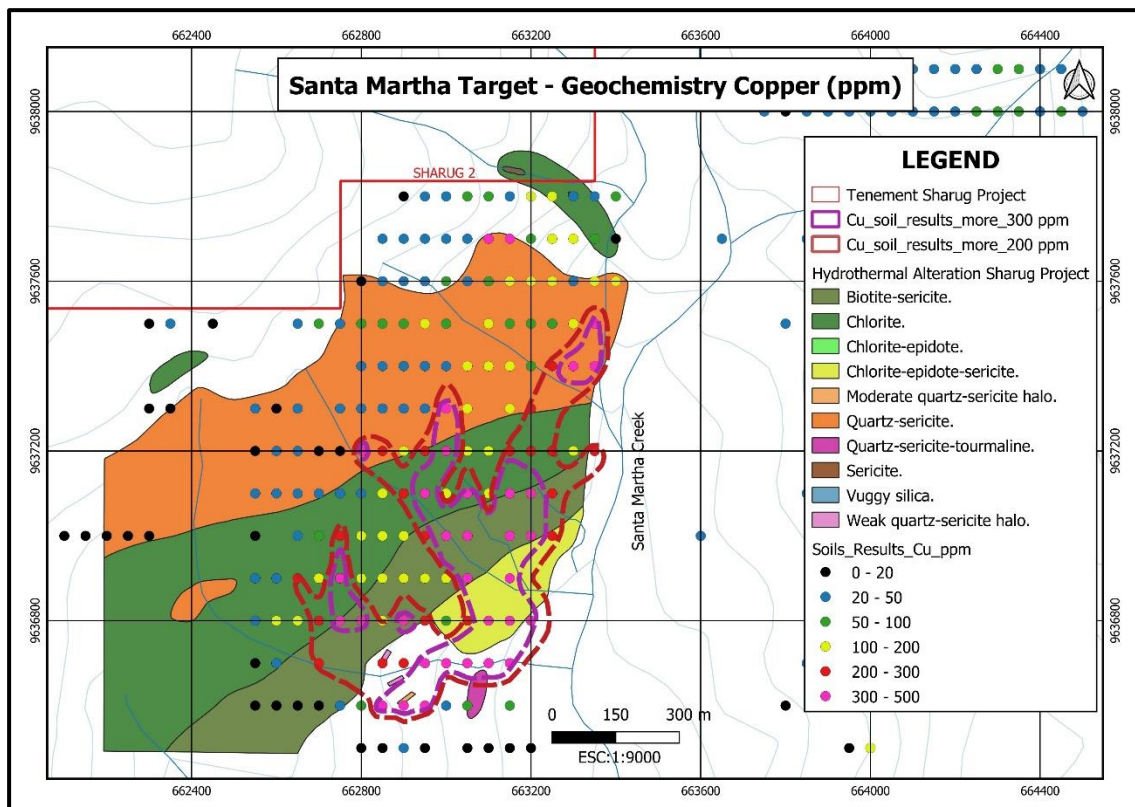 662400 662800 663200 663600 664000 664400
Santa Martha Target - Geochemistry Copper (ppm)
9638000 9638000
SHARUG 2
LEGEND
Tenement Sharug Project
Cu_soil_results_more_300 ppm
Cu_soil_results_more_200 ppm
Hydrothermal Alteration Sharug Project
Biotite-sericite.
Chlorite.
Chlorite-epidote.
Chlorite-epidote-sericite.
Moderate quartz-sericite halo.
Quartz-sericite.
Quartz-sericite-tourmaline.
Sericite.
Vuggy silica.
Weak quartz-sericite halo.
Soils_Results_Cu_ppm
0 - 20
20 - 50
50 - 100
100 - 200
200 - 300
300 - 500
9637600 9637600
9637200 9637200
Santa Martha Creek
9636800 9636800
0 150 300 m
ESC:1:9000
662400 662800 663200 663600 664000 664400